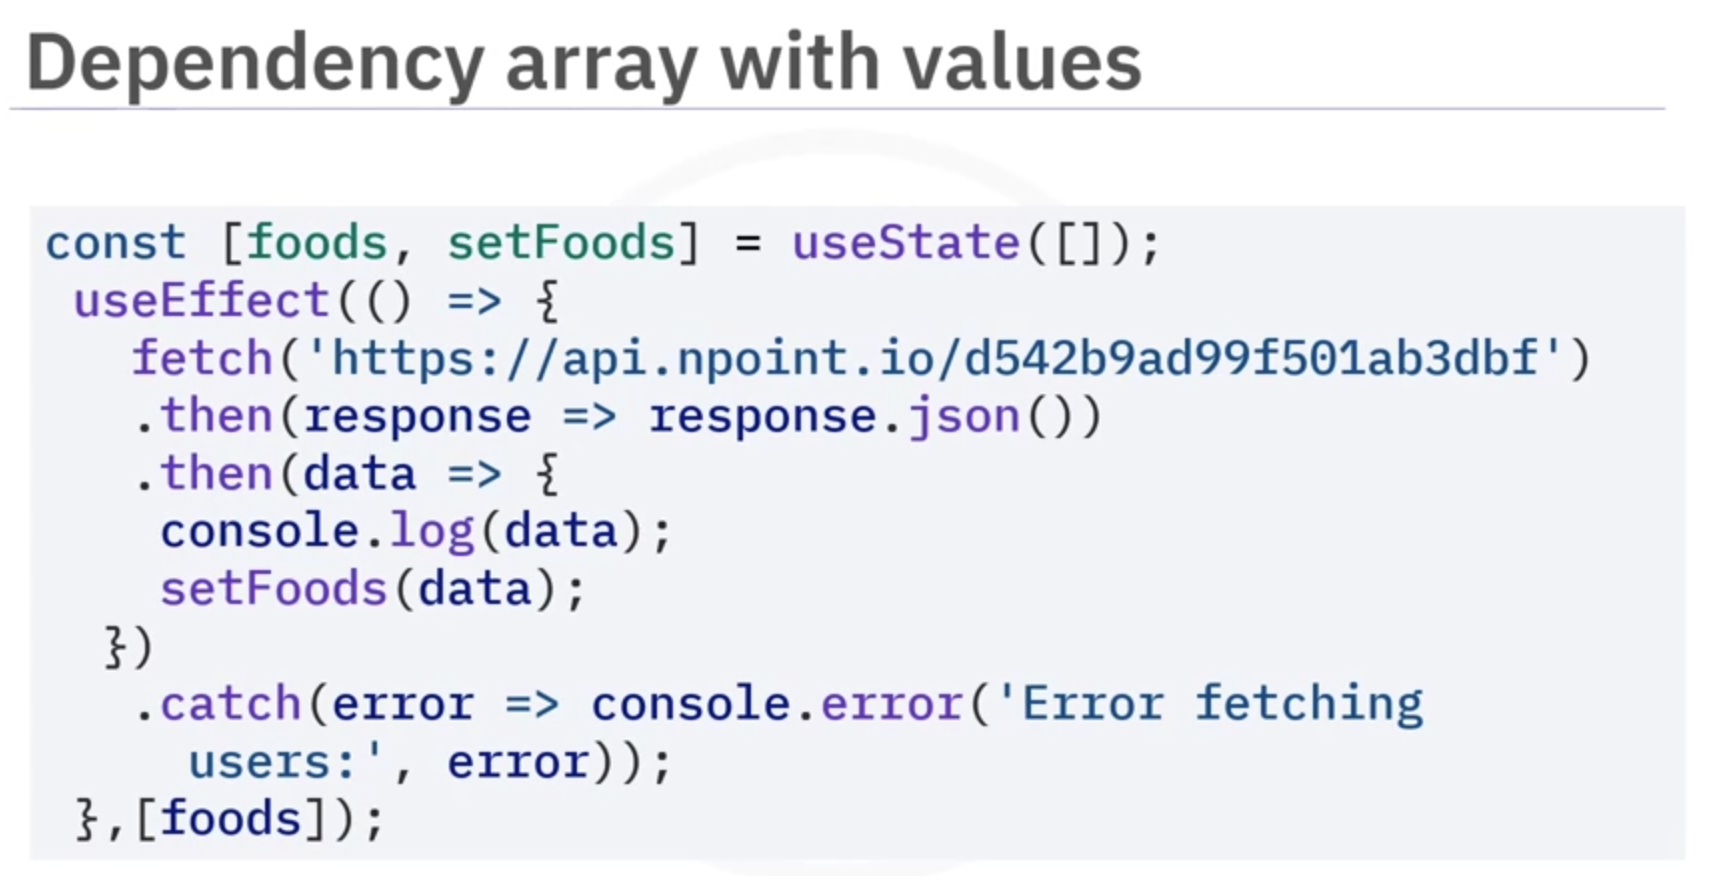 Dependency array with values
const [foods, setFoods] = useState([]);
useEffect(() => {
fetch('https://api.npoint.io/d542b9ad99f501ab3dbf')
.then(response => response.json())
.then(data => {
console.log(data);
setFoods(data);
})
.catch(error => console.error('Error fetching
users:', error));
},[foods]);